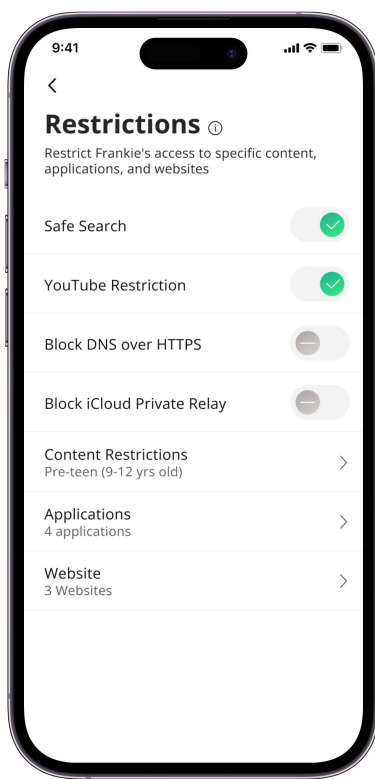 9:41
Restrictions
Restrict Frankie's access to specific content,
applications, and websites
Safe Search
YouTube Restriction
Block DNS over HTTPS
Block iCloud Private Relay
Content Restrictions
Pre-teen (9-12 yrs old)
Applications
4 applications
Website
3 Websites